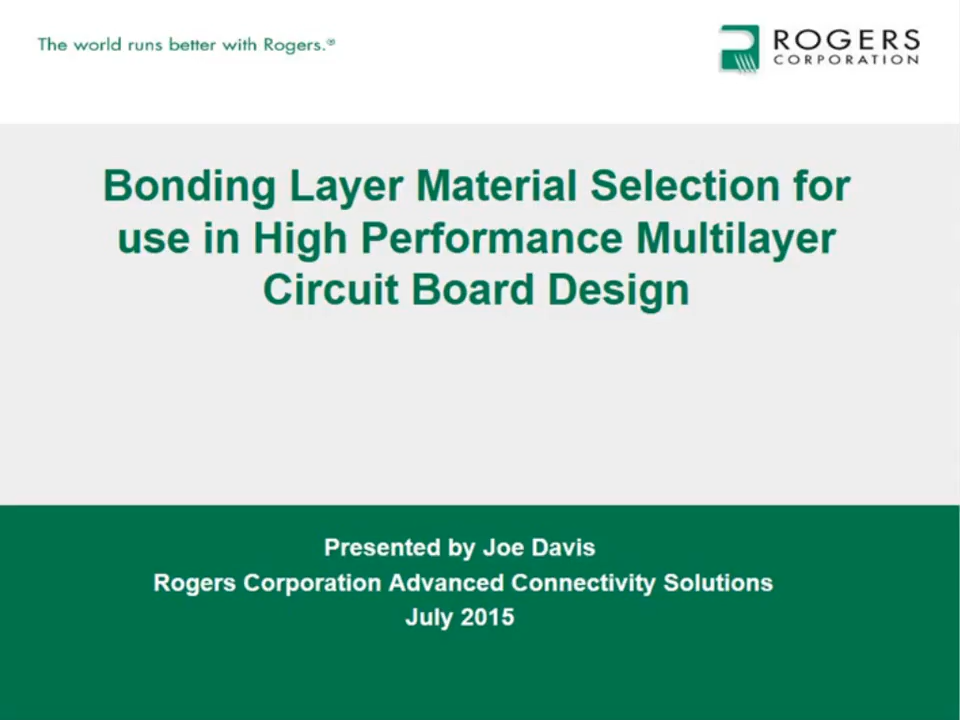 The world runs better with Rogers.®
ROGERS
CORPORATION
Bonding Layer Material Selection for
use in High Performance Multilayer
Circuit Board Design
Presented by Joe Davis
Rogers Corporation Advanced Connectivity Solutions
July 2015